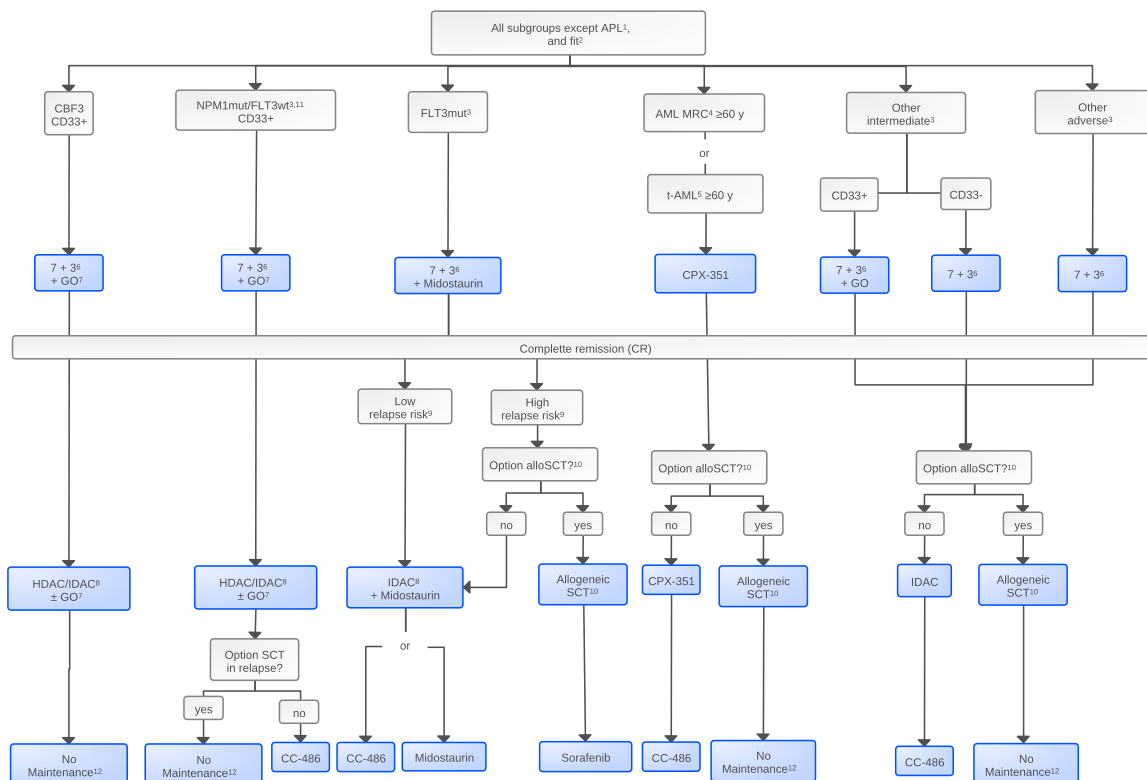 All subgroups except APL¹,
and fit²
CBF3
CD33+
NPM1mut/FLT3wt³,¹¹
CD33+
FLT3mut³
AML MRC⁴ ≥60 y
or
t-AML⁵ ≥60 y
Other
intermediate³
Other
adverse³
CD33+
CD33-
7 + 3⁶
+ GO⁷
7 + 3⁶
+ GO⁷
7 + 3⁶
+ Midostaurin
CPX-351
7 + 3⁶
+ GO
7 + 3⁶
7 + 3⁶
Complette remission (CR)
Low
relapse risk⁹
High
relapse risk⁹
Option alloSCT?¹⁰
Option alloSCT?¹⁰
Option alloSCT?¹⁰
no
yes
no
yes
no
yes
HDAC/IDAC⁸
± GO⁷
HDAC/IDAC⁸
± GO⁷
IDAC⁸
+ Midostaurin
Allogeneic
SCT¹⁰
CPX-351
Allogeneic
SCT¹⁰
IDAC
Allogeneic
SCT¹⁰
Option SCT
in relapse?
or
yes
no
No
Maintenance¹²
No
Maintenance¹²
CC-486
CC-486
Midostaurin
Sorafenib
CC-486
No
Maintenance¹²
CC-486
No
Maintenance¹²